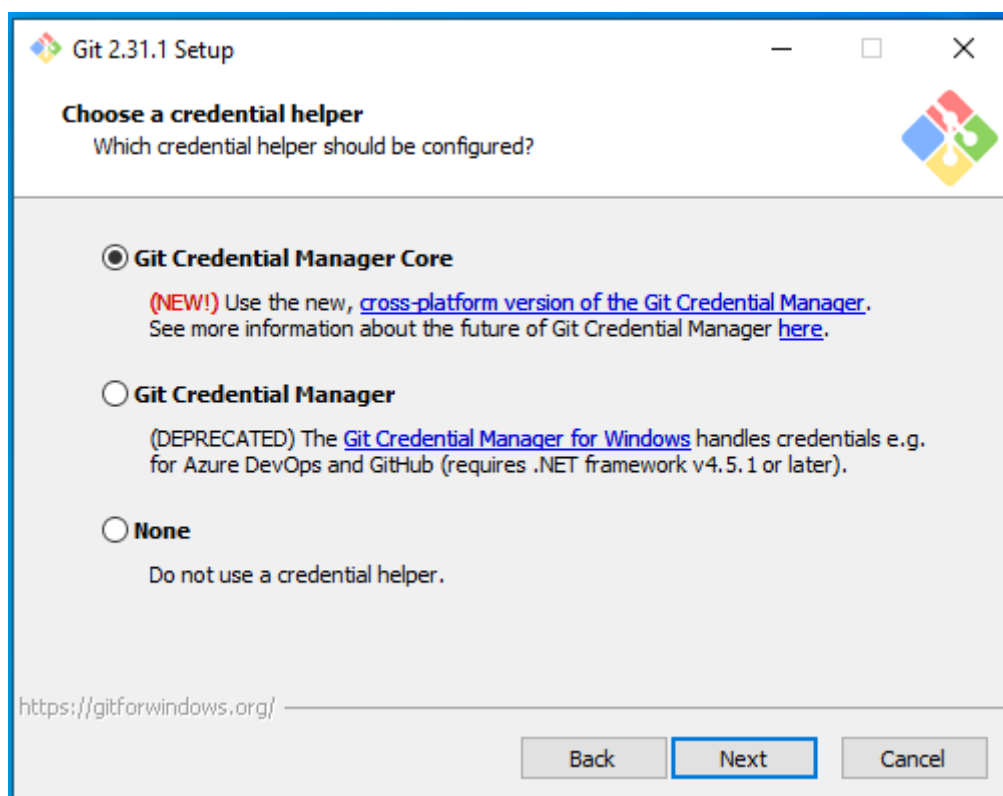 Git 2.31.1 Setup
Choose a credential helper
Which credential helper should be configured?
Git Credential Manager Core
(NEW!) Use the new, cross-platform version of the Git Credential Manager.
See more information about the future of Git Credential Manager here.
Git Credential Manager
(DEPRECATED) The Git Credential Manager for Windows handles credentials e.g.
for Azure DevOps and GitHub (requires .NET framework v4.5.1 or later).
None
Do not use a credential helper.
https://gitforwindows.org/
Back Next Cancel